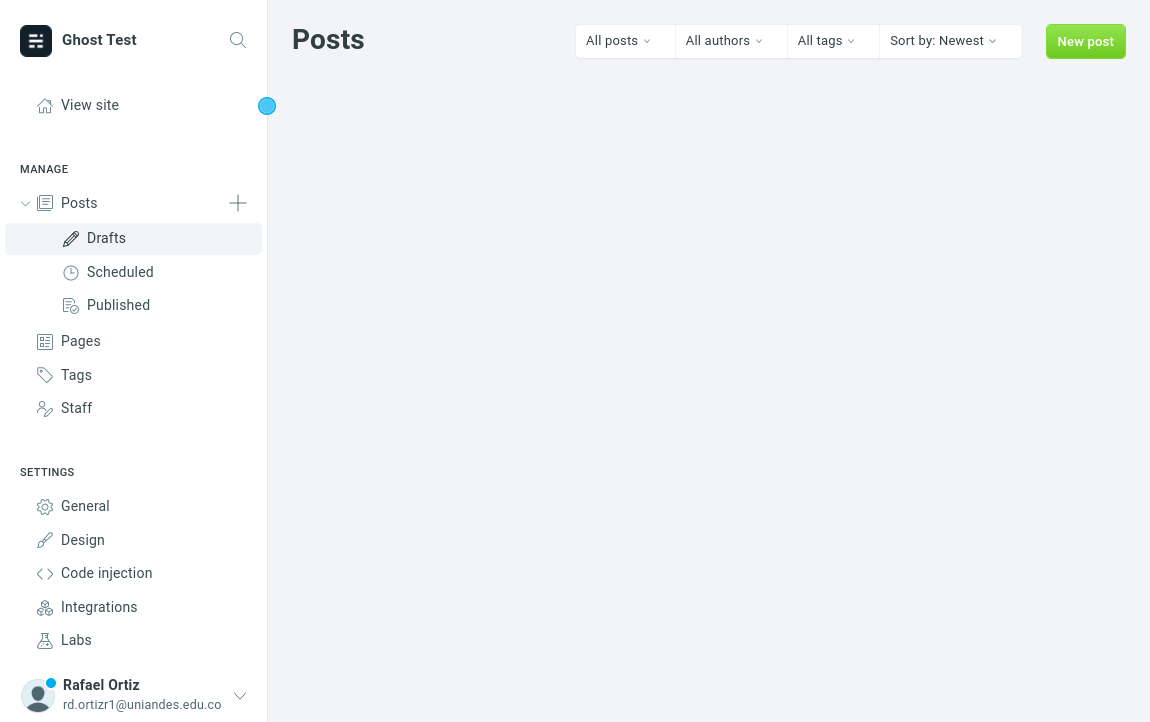 Ghost Test
Posts
All posts
All authors
All tags
Sort by: Newest
New post
View site
MANAGE
Posts
Drafts
Scheduled
Published
Pages
Tags
Staff
SETTINGS
General
Design
Code injection
Integrations
Labs
Rafael Ortiz
rd.ortizr1@uniandes.edu.co